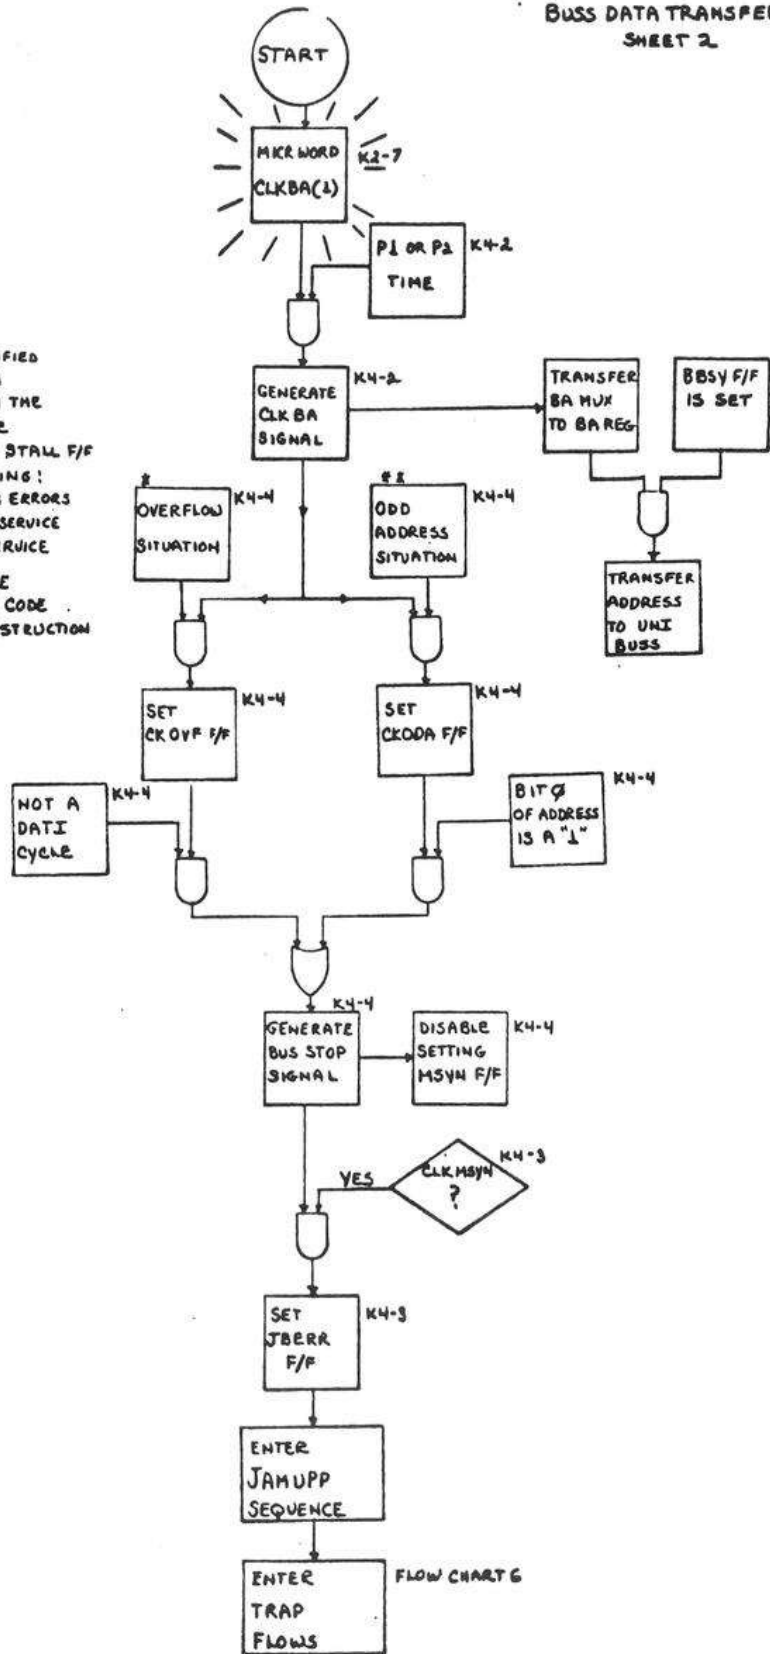 BUSS DATA TRANSFER
SHEET 2
START
MICR WORD
CLKBA(1)
K2-7
P1 OR P2
TIME
K4-2
GENERATE
CLK BA
SIGNAL
K4-2
TRANSFER
BA MUX
TO BA REG
BBSY F/F
IS SET
TRANSFER
ADDRESS
TO UNI
BUSS
FIED
THE
STALL F/F
ING:
ERRORS
SERVICE
RVICE
E
CODE
STRUCTION
*
OVERFLOW
SITUATION
K4-4
**
ODD
ADDRESS
SITUATION
K4-4
SET
CKOVF F/F
K4-4
SET
CKODA F/F
K4-4
NOT A
DATI
CYCLE
K4-4
BIT Ø
OF ADDRESS
IS A "1"
K4-4
K4-4
GENERATE
BUS STOP
SIGNAL
DISABLE
SETTING
MSYN F/F
K4-4
YES
CLKMSYN
?
K4-3
SET
JBERR
F/F
K4-3
ENTER
JAMUPP
SEQUENCE
ENTER
TRAP
FLOWS
FLOW CHART 6